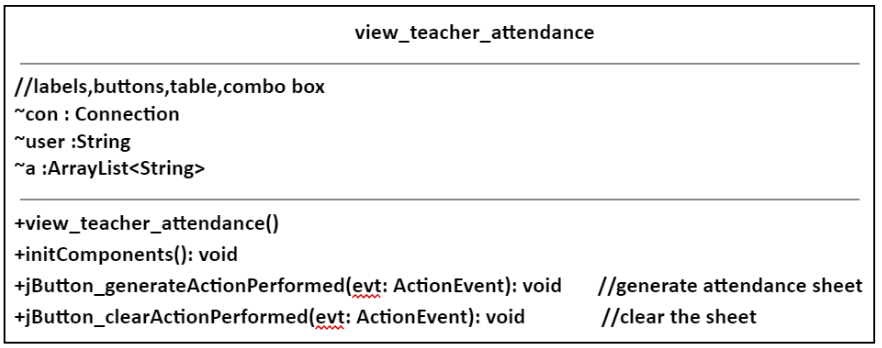 view_teacher_attendance
//labels,buttons,table,combo box
~con : Connection
~user :String
~a :ArrayList<String>
+view_teacher_attendance()
+initComponents(): void
+jButton_generateActionPerformed(evt: ActionEvent): void //generate attendance sheet
+jButton_clearActionPerformed(evt: ActionEvent): void //clear the sheet